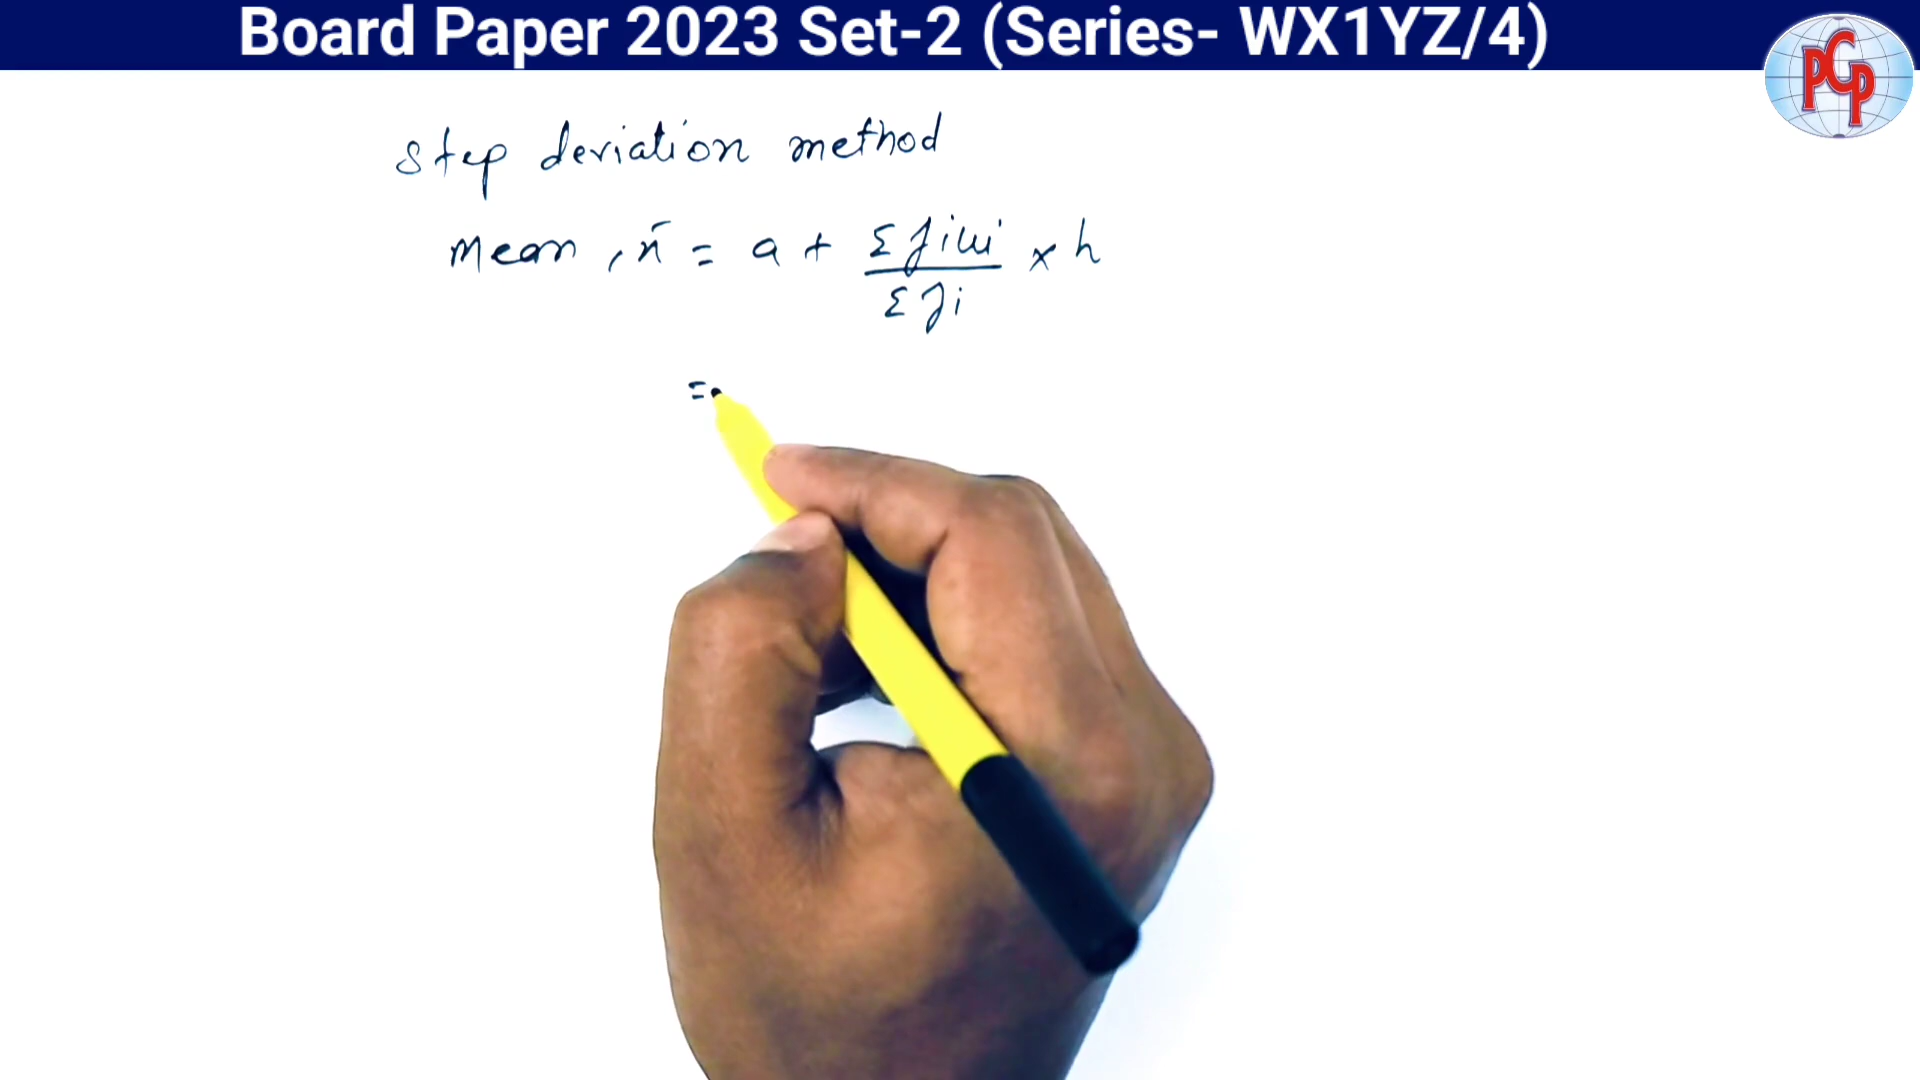 Board Paper 2023 Set-2 (Series- WX1YZ/4)
PCP
step deviation method
Mean, x̄ = a + Σfiui / Σfi × h
=